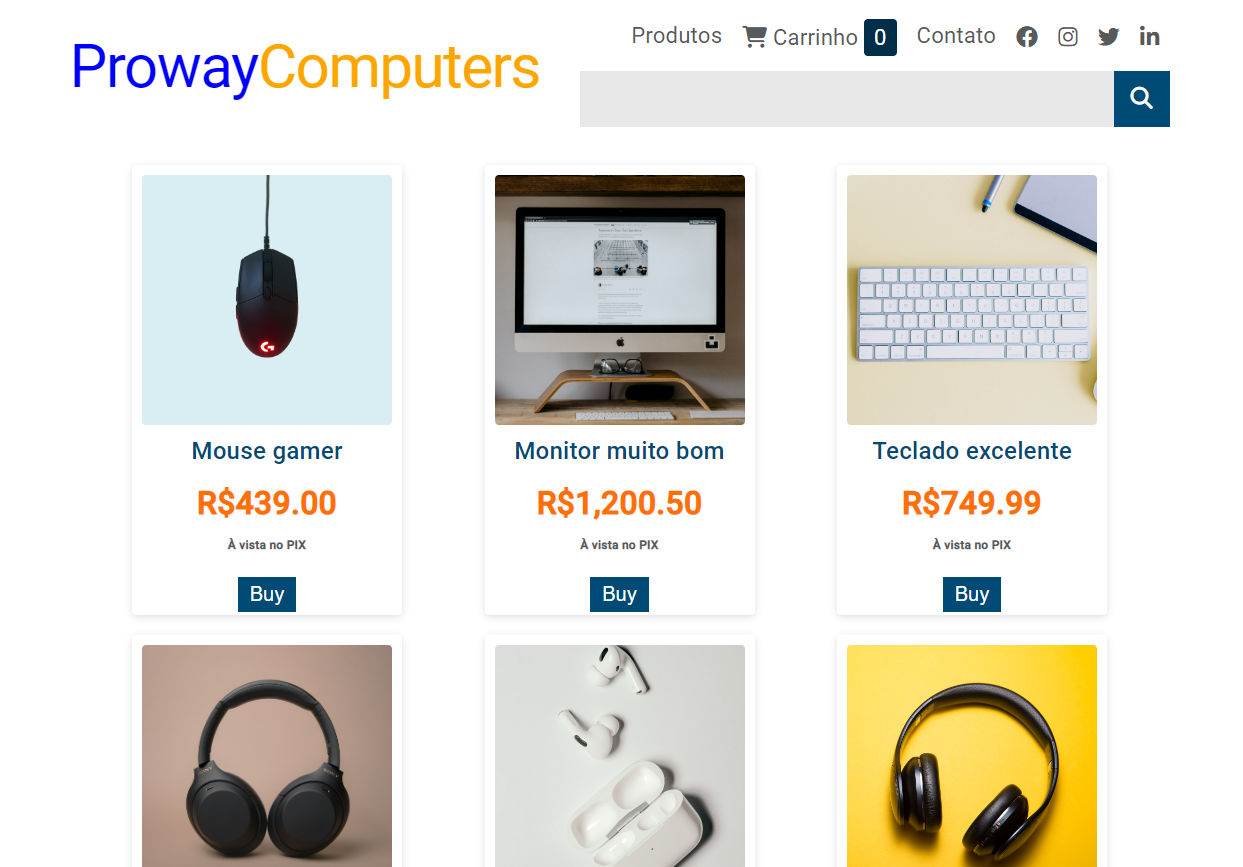 Produtos Carrinho 0 Contato
ProwayComputers
Mouse gamer
R$439.00
À vista no PIX
Buy
Monitor muito bom
R$1,200.50
À vista no PIX
Buy
Teclado excelente
R$749.99
À vista no PIX
Buy